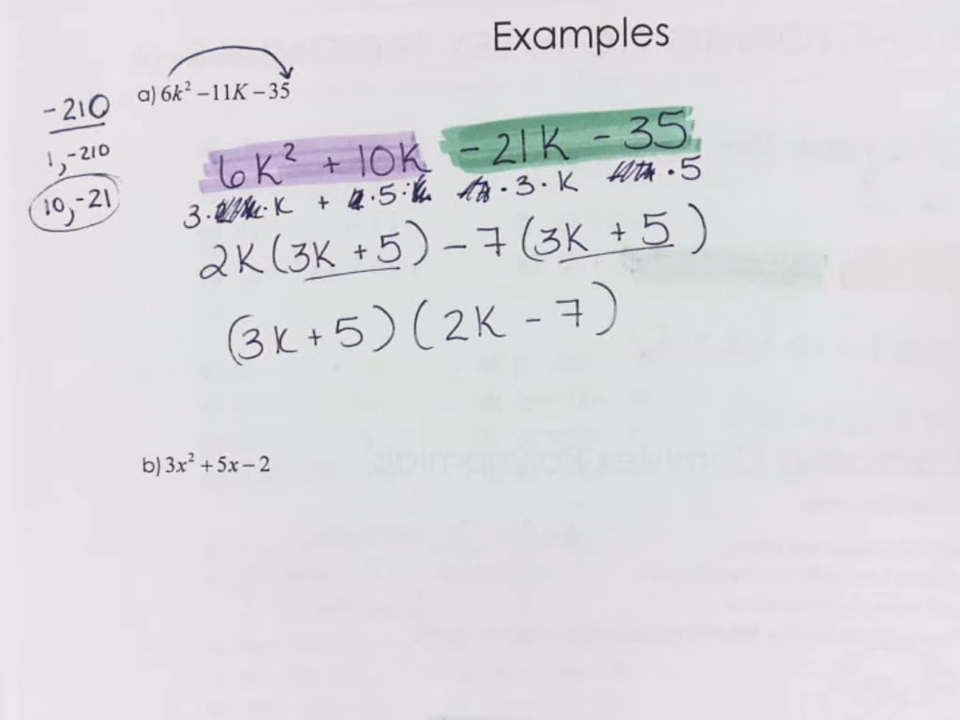 Examples
a) 6k² – 11K – 35
-210
1, -210
10, -21
6K² + 10K - 21K - 35
3 · K + · 5 · · 3 · K · 5
2K(3K + 5) - 7(3K + 5)
(3K + 5)(2K - 7)
b) 3x² + 5x – 2